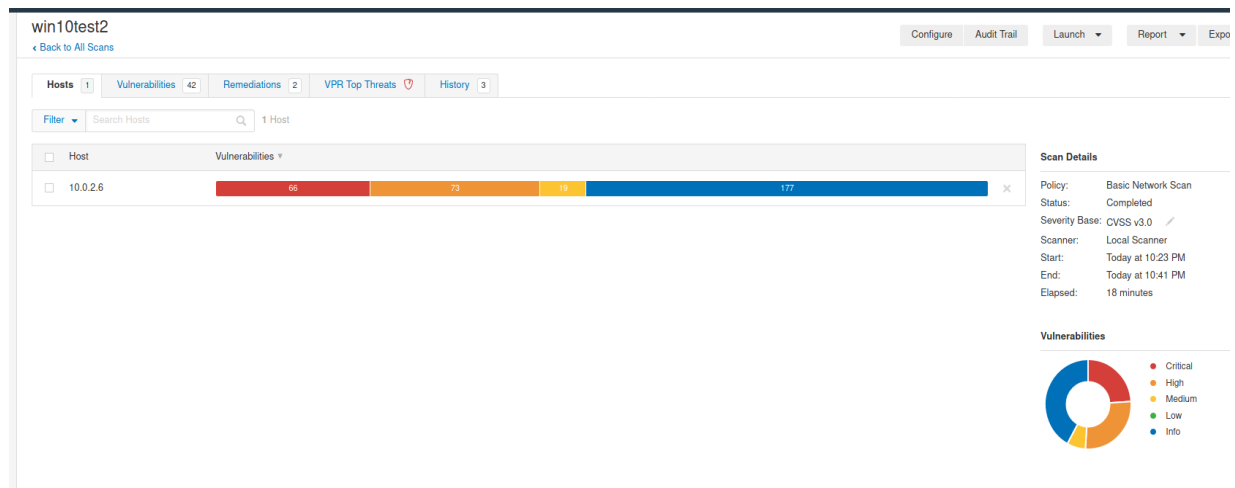 win10test2
‹ Back to All Scans
Configure Audit Trail Launch Report Expo
Hosts 1 Vulnerabilities 42 Remediations 2 VPR Top Threats History 3
Filter Search Hosts 1 Host
Host Vulnerabilities
10.0.2.6 66 73 19 177
Scan Details
Policy: Basic Network Scan
Status: Completed
Severity Base: CVSS v3.0
Scanner: Local Scanner
Start: Today at 10:23 PM
End: Today at 10:41 PM
Elapsed: 18 minutes
Vulnerabilities
Critical
High
Medium
Low
Info